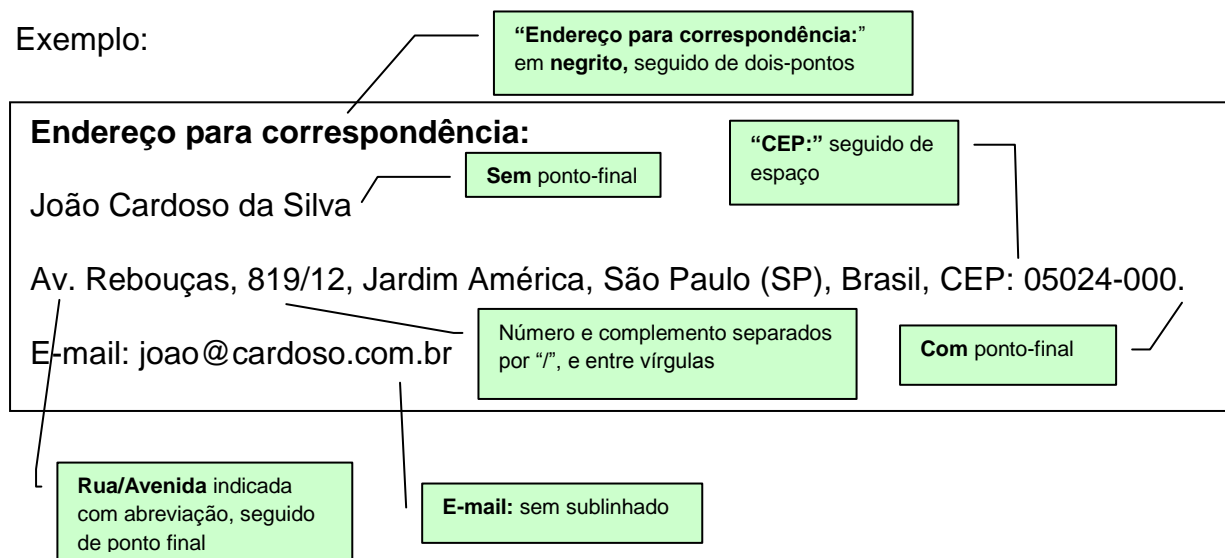 Exemplo:
“Endereço para correspondência:”
em negrito, seguido de dois-pontos
Endereço para correspondência:
“CEP:” seguido de
espaço
Sem ponto-final
João Cardoso da Silva
Av. Rebouças, 819/12, Jardim América, São Paulo (SP), Brasil, CEP: 05024-000.
Número e complemento separados
por “/”, e entre vírgulas
Com ponto-final
E-mail: joao@cardoso.com.br
Rua/Avenida indicada
com abreviação, seguido
de ponto final
E-mail: sem sublinhado